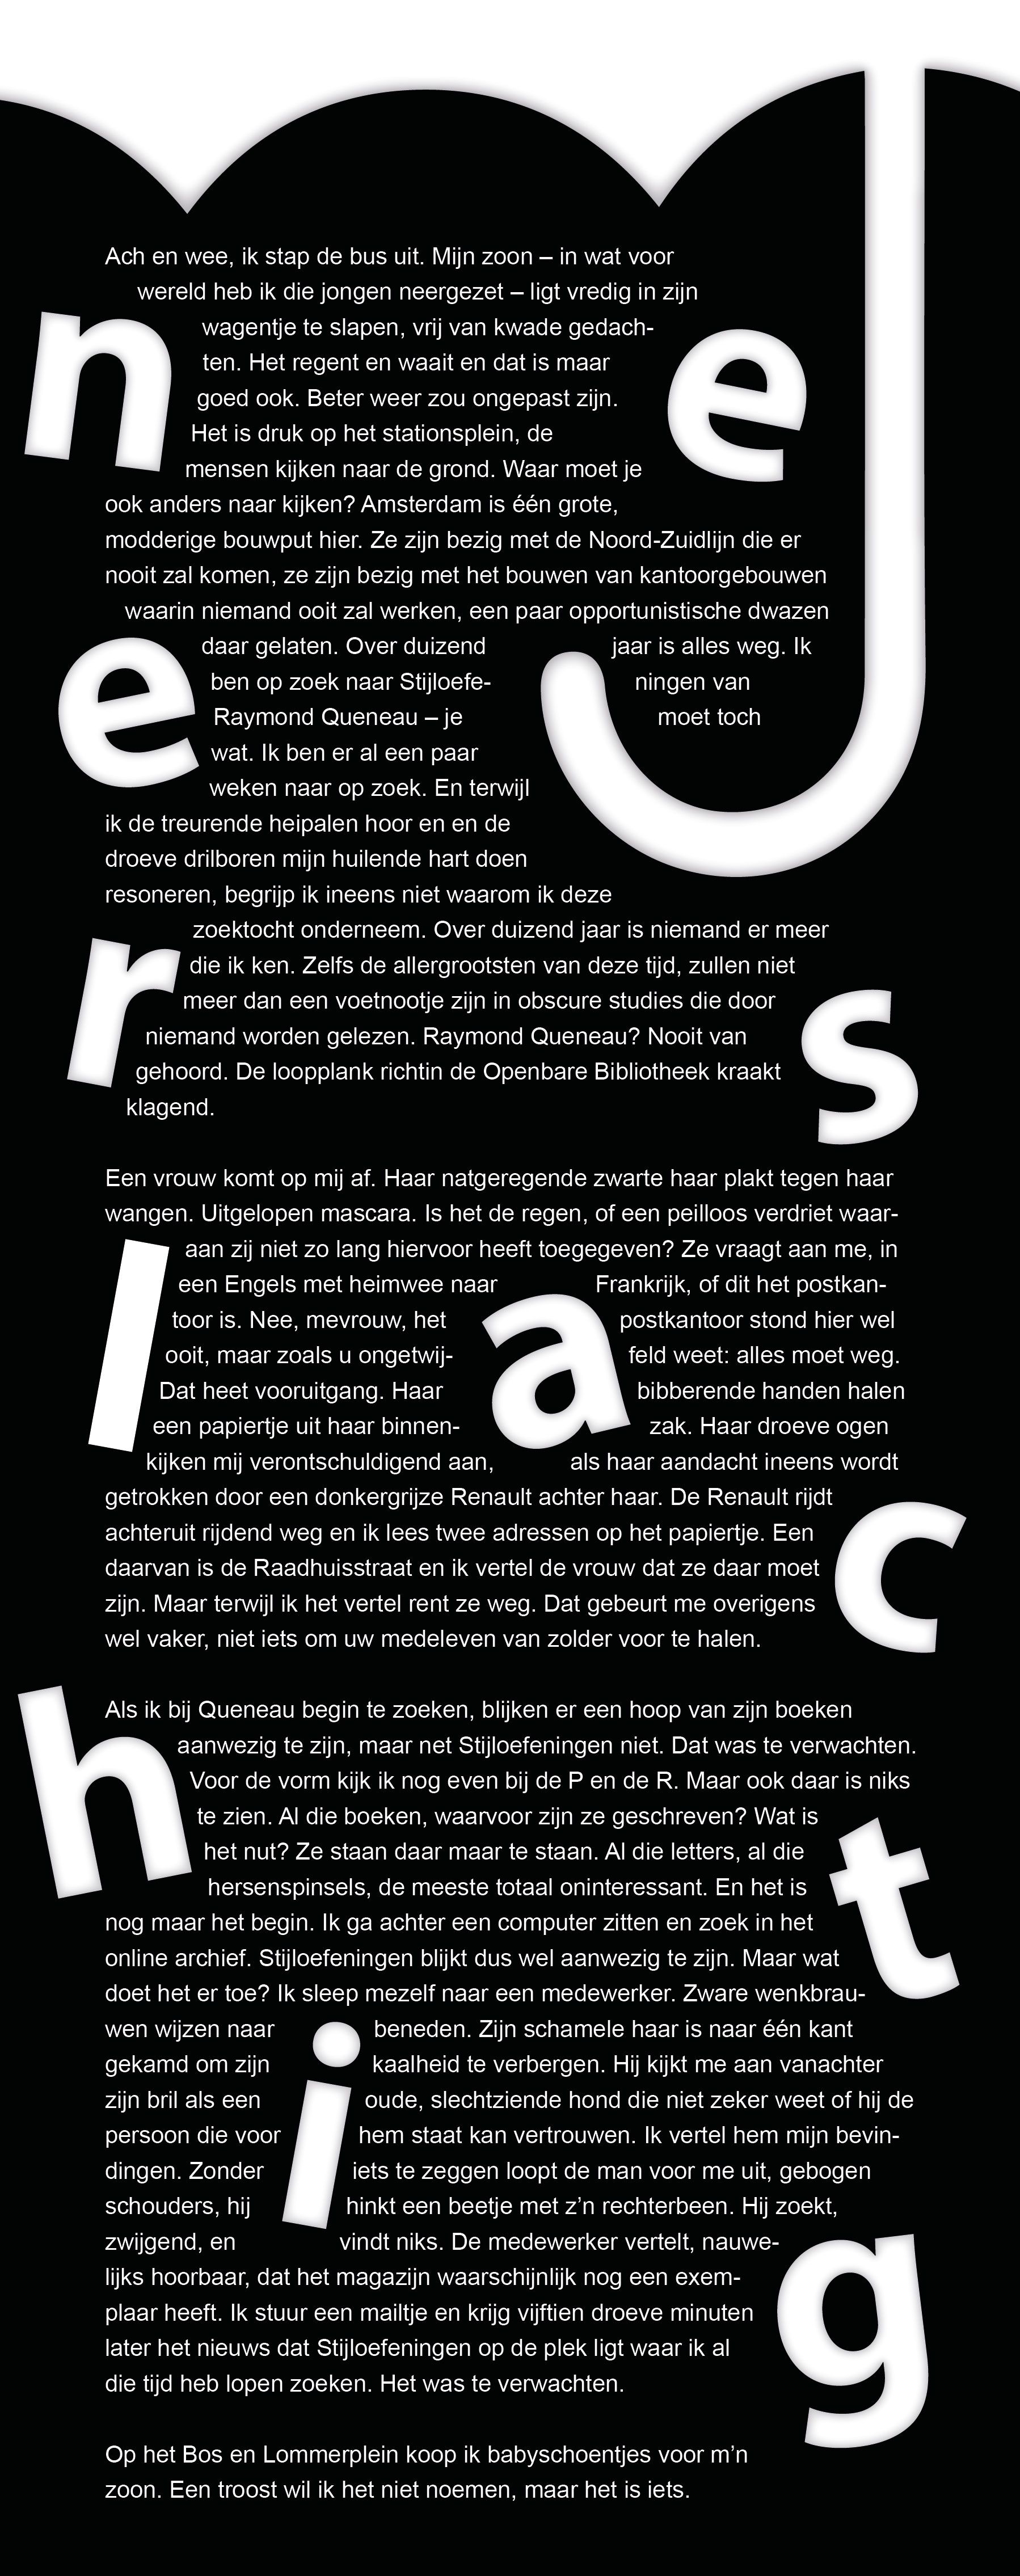 n e e r s l a c h t i g
Ach en wee, ik stap de bus uit. Mijn zoon – in wat voor
wereld heb ik die jongen neergezet – ligt vredig in zijn
wagentje te slapen, vrij van kwade gedach-
ten. Het regent en waait en dat is maar
goed ook. Beter weer zou ongepast zijn.
Het is druk op het stationsplein, de
mensen kijken naar de grond. Waar moet je
ook anders naar kijken? Amsterdam is één grote,
modderige bouwput hier. Ze zijn bezig met de Noord-Zuidlijn die er
nooit zal komen, ze zijn bezig met het bouwen van kantoorgebouwen
waarin niemand ooit zal werken, een paar opportunistische dwazen
daar gelaten. Over duizend jaar is alles weg. Ik
ben op zoek naar Stijloefe- ningen van
Raymond Queneau – je moet toch
wat. Ik ben er al een paar
weken naar op zoek. En terwijl
ik de treurende heipalen hoor en en de
droeve drilboren mijn huilende hart doen
resoneren, begrijp ik ineens niet waarom ik deze
zoektocht onderneem. Over duizend jaar is niemand er meer
die ik ken. Zelfs de allergrootsten van deze tijd, zullen niet
meer dan een voetnootje zijn in obscure studies die door
niemand worden gelezen. Raymond Queneau? Nooit van
gehoord. De loopplank richtin de Openbare Bibliotheek kraakt
klagend.
Een vrouw komt op mij af. Haar natgeregende zwarte haar plakt tegen haar
wangen. Uitgelopen mascara. Is het de regen, of een peilloos verdriet waar-
aan zij niet zo lang hiervoor heeft toegegeven? Ze vraagt aan me, in
een Engels met heimwee naar Frankrijk, of dit het postkan-
toor is. Nee, mevrouw, het postkantoor stond hier wel
ooit, maar zoals u ongetwij- feld weet: alles moet weg.
Dat heet vooruitgang. Haar bibberende handen halen
een papiertje uit haar binnen- zak. Haar droeve ogen
kijken mij verontschuldigend aan, als haar aandacht ineens wordt
getrokken door een donkergrijze Renault achter haar. De Renault rijdt
achteruit rijdend weg en ik lees twee adressen op het papiertje. Een
daarvan is de Raadhuisstraat en ik vertel de vrouw dat ze daar moet
zijn. Maar terwijl ik het vertel rent ze weg. Dat gebeurt me overigens
wel vaker, niet iets om uw medeleven van zolder voor te halen.
Als ik bij Queneau begin te zoeken, blijken er een hoop van zijn boeken
aanwezig te zijn, maar net Stijloefeningen niet. Dat was te verwachten.
Voor de vorm kijk ik nog even bij de P en de R. Maar ook daar is niks
te zien. Al die boeken, waarvoor zijn ze geschreven? Wat is
het nut? Ze staan daar maar te staan. Al die letters, al die
hersenspinsels, de meeste totaal oninteressant. En het is
nog maar het begin. Ik ga achter een computer zitten en zoek in het
online archief. Stijloefeningen blijkt dus wel aanwezig te zijn. Maar wat
doet het er toe? Ik sleep mezelf naar een medewerker. Zware wenkbrau-
wen wijzen naar beneden. Zijn schamele haar is naar één kant
gekamd om zijn kaalheid te verbergen. Hij kijkt me aan vanachter
zijn bril als een oude, slechtziende hond die niet zeker weet of hij de
persoon die voor hem staat kan vertrouwen. Ik vertel hem mijn bevin-
dingen. Zonder iets te zeggen loopt de man voor me uit, gebogen
schouders, hij hinkt een beetje met z’n rechterbeen. Hij zoekt,
zwijgend, en vindt niks. De medewerker vertelt, nauwe-
lijks hoorbaar, dat het magazijn waarschijnlijk nog een exem-
plaar heeft. Ik stuur een mailtje en krijg vijftien droeve minuten
later het nieuws dat Stijloefeningen op de plek ligt waar ik al
die tijd heb lopen zoeken. Het was te verwachten.
Op het Bos en Lommerplein koop ik babyschoentjes voor m’n
zoon. Een troost wil ik het niet noemen, maar het is iets.